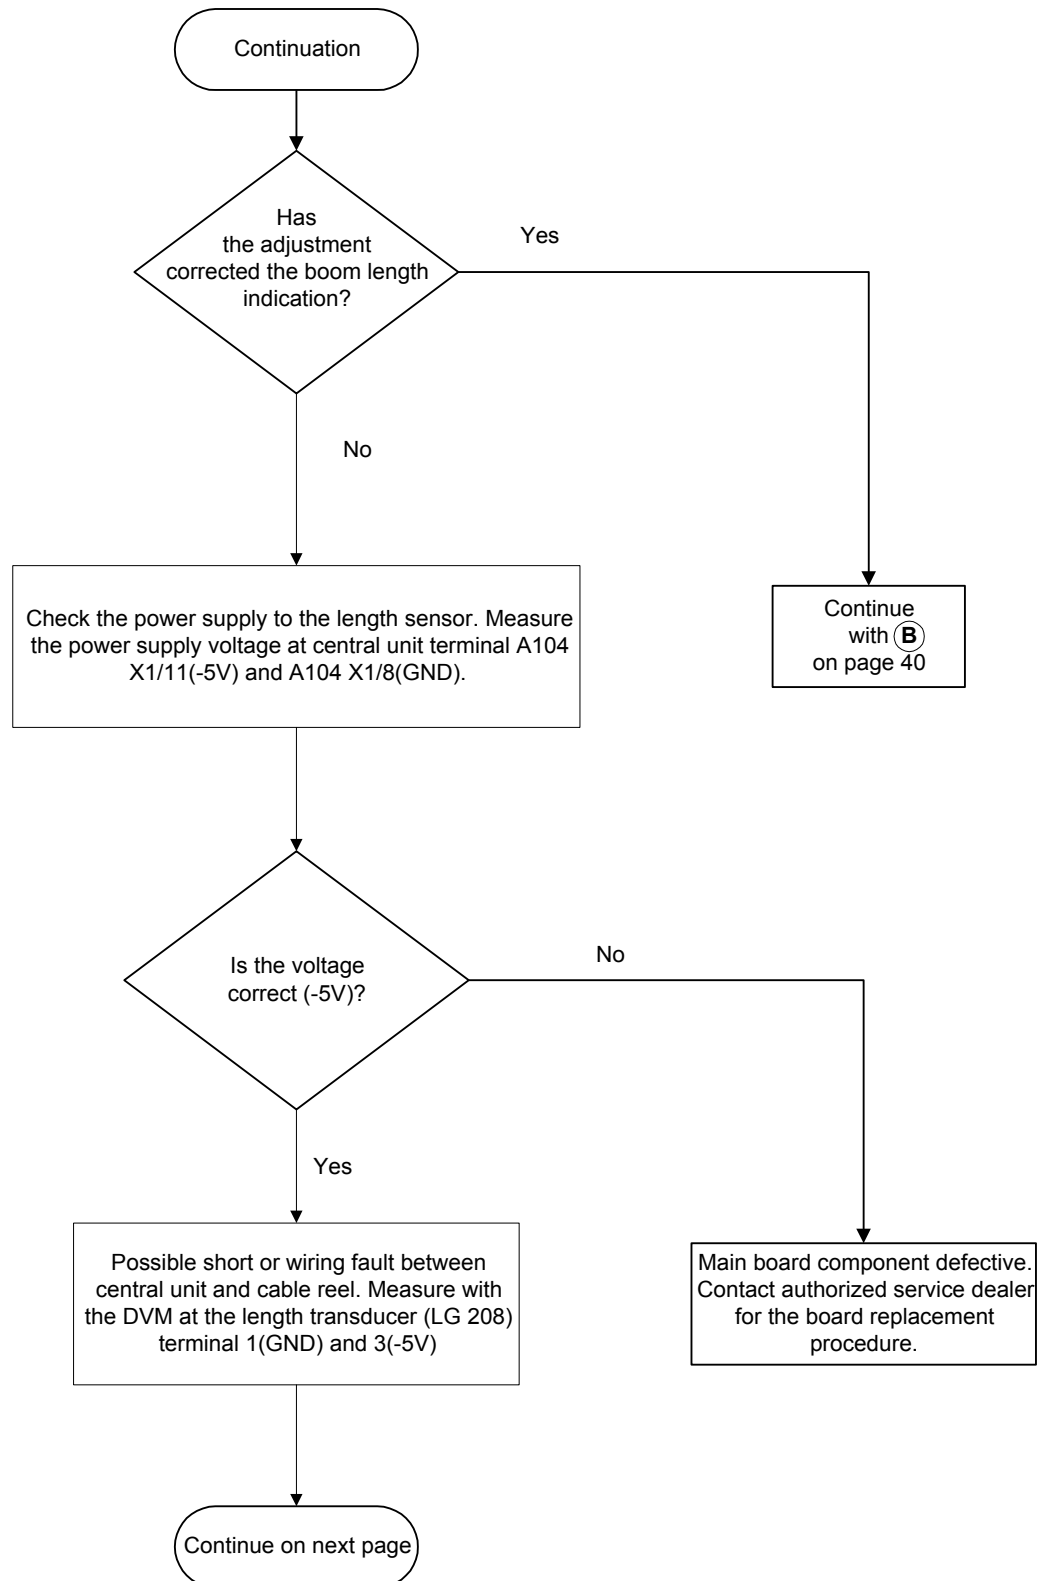 Continuation
Has
the adjustment
corrected the boom length
indication?
Yes
No
Check the power supply to the length sensor. Measure
the power supply voltage at central unit terminal A104
X1/11(-5V) and A104 X1/8(GND).
Continue
with B
on page 40
Is the voltage
correct (-5V)?
No
Yes
Possible short or wiring fault between
central unit and cable reel. Measure with
the DVM at the length transducer (LG 208)
terminal 1(GND) and 3(-5V)
Main board component defective.
Contact authorized service dealer
for the board replacement
procedure.
Continue on next page